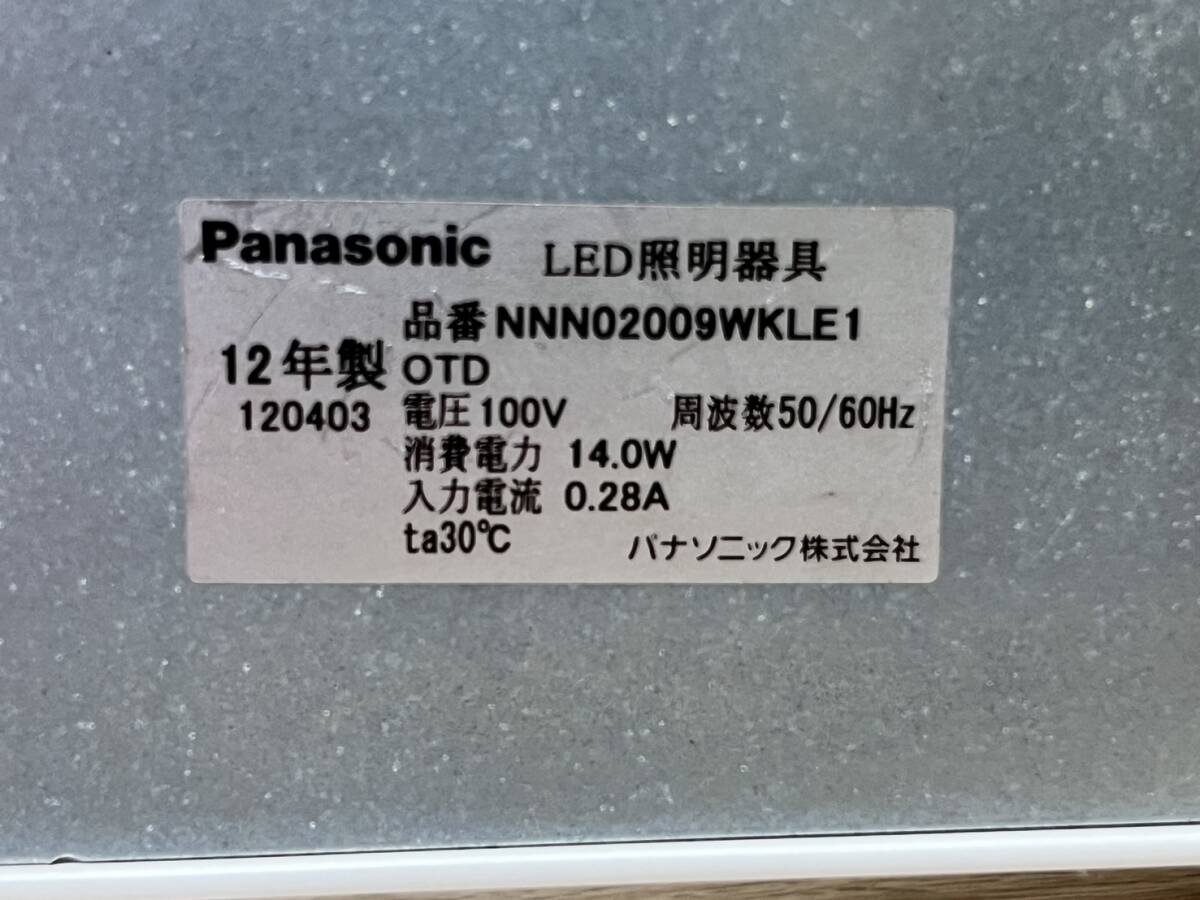 Panasonic LED照明器具
品番NNN02009WKLE1
12年製 OTD
120403 電圧100V 周波数50/60Hz
消費電力 14.0W
入力電流 0.28A
ta30℃ パナソニック株式会社